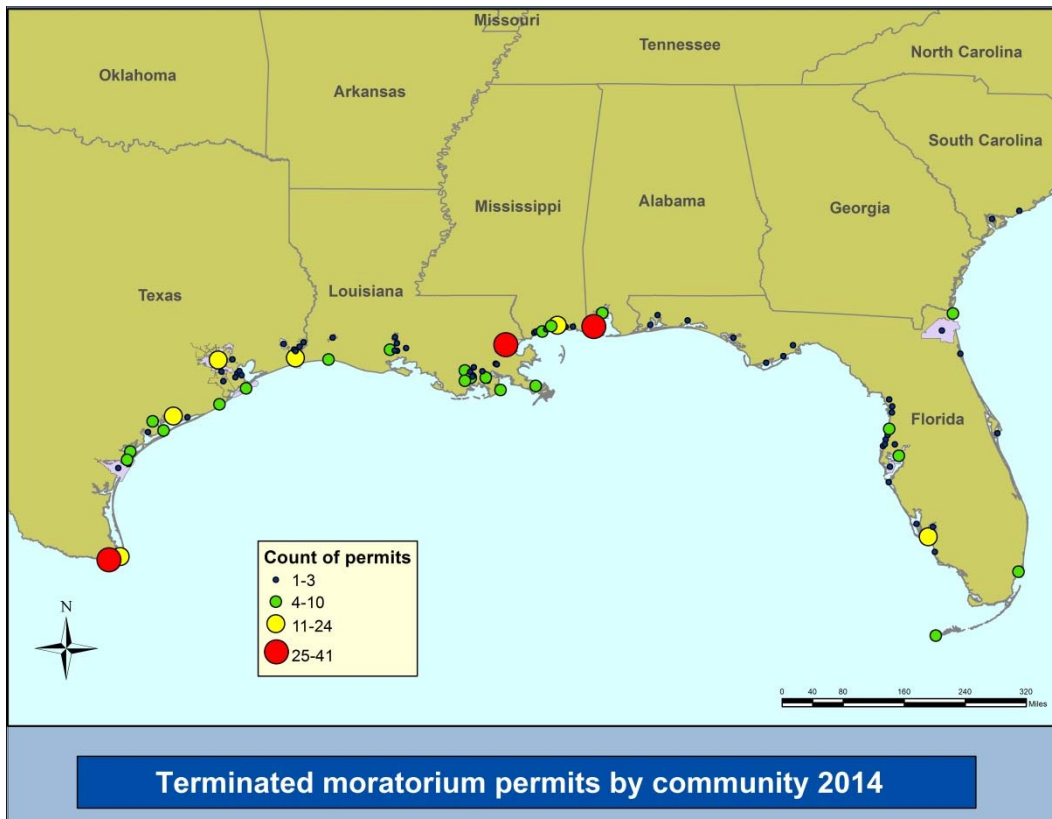 Missouri
Tennessee
North Carolina
Oklahoma
Arkansas
South Carolina
Mississippi
Alabama
Georgia
Texas
Louisiana
Florida
Count of permits
1-3
4-10
11-24
25-41
N
0 40 80 160 240 320
Miles
Terminated moratorium permits by community 2014